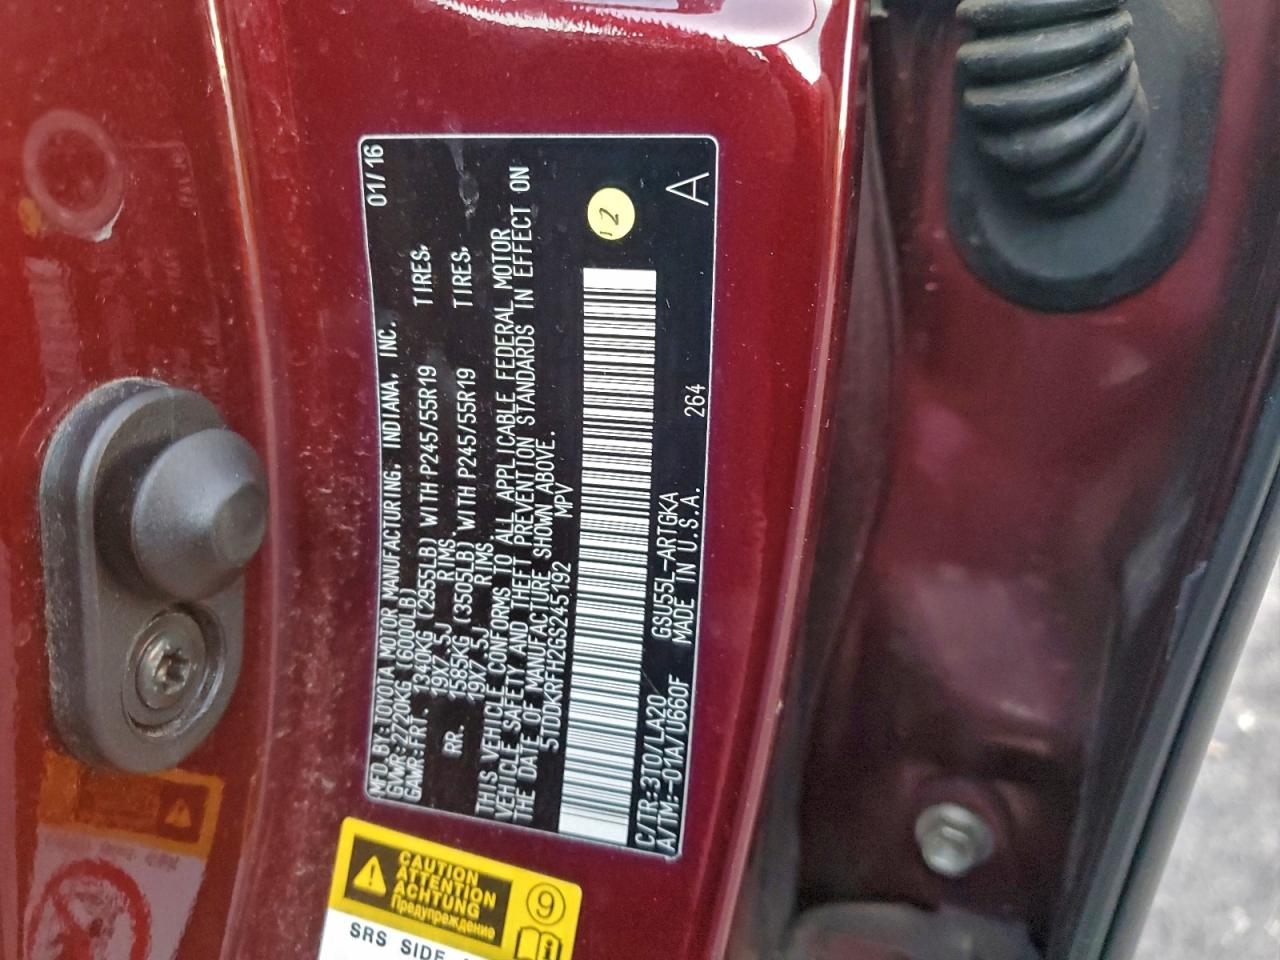 MFD.BY:TOYOTA MOTOR MANUFACTURING, INDIANA, INC. 01/16
GVWR:2720KG (6000LB)
GAWR:FRT. 1340KG (2955LB) WITH P245/55R19 TIRES,
19X7.5J RIMS
RR. 1585KG (3505LB) WITH P245/55R19 TIRES,
19X7.5J RIMS
THIS VEHICLE CONFORMS TO ALL APPLICABLE FEDERAL MOTOR
VEHICLE SAFETY AND THEFT PREVENTION STANDARDS IN EFFECT ON
THE DATE OF MANUFACTURE SHOWN ABOVE.
5TDDKRFH2GS245192 MPV
12
C/TR:3T0/LA20 GSU55L-ARTGKA
A/TM:-01A/U660F MADE IN U.S.A. 264 A
CAUTION
ATTENTION
ACHTUNG
Предупреждение
9
SRS SIDE